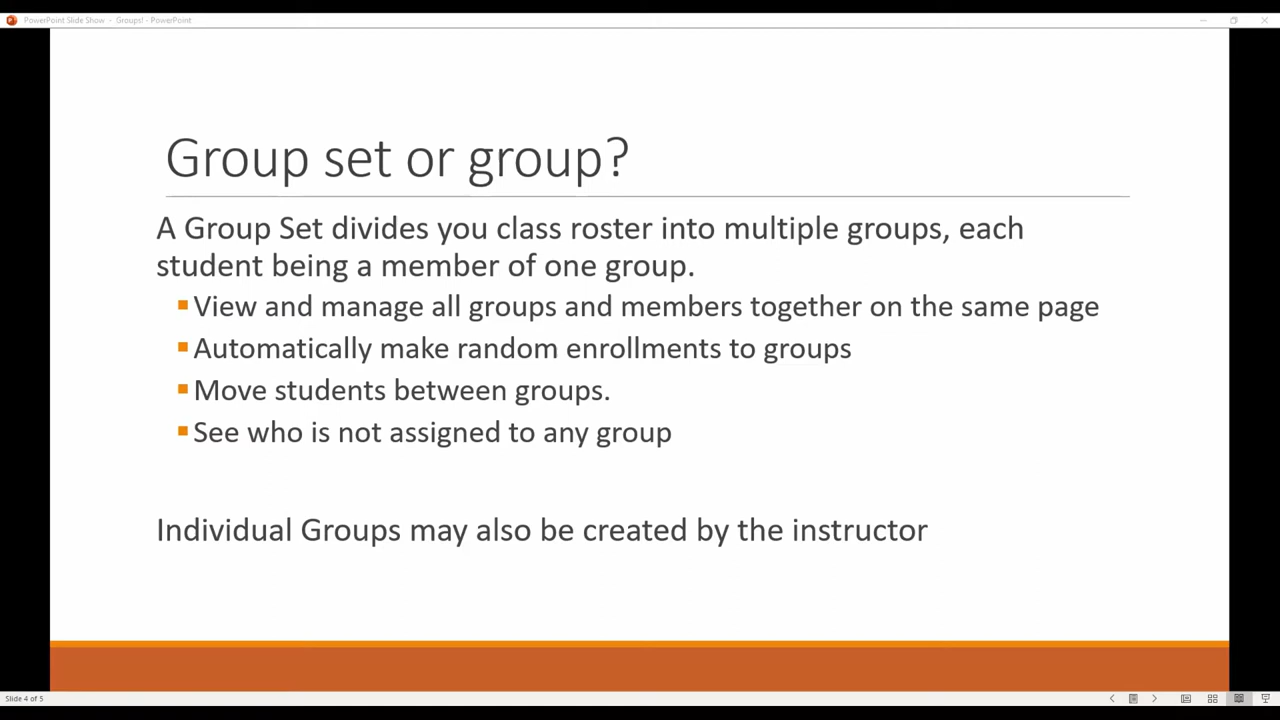 PowerPoint Slide Show - Groups! - PowerPoint
Group set or group?
A Group Set divides you class roster into multiple groups, each
student being a member of one group.
View and manage all groups and members together on the same page
Automatically make random enrollments to groups
Move students between groups.
See who is not assigned to any group
Individual Groups may also be created by the instructor
Slide 4 of 5